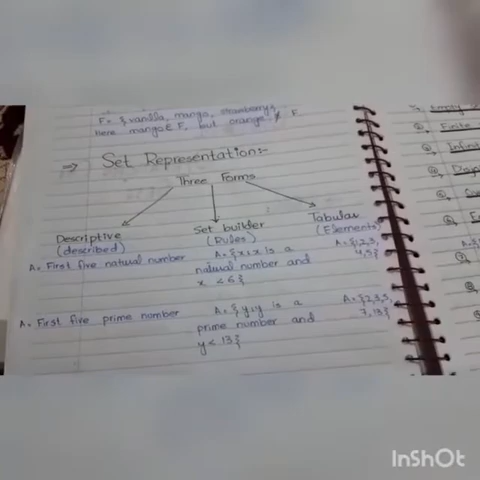 F = { vanilla, mango, strawberry}
Here mango ∈ F, but orange ∉ F
⇒ Set Representation:-
Three Forms
Descriptive
(described)
A = First five natural number
Set builder
(Rules)
A = {x : x is a
natural number and
x < 6}
Tabular
(Elements)
A = {1,2,3,
4,5}
A = First five prime number
A = {y : y is a
prime number and
y < 13}
A = {2,3,5,
7,13}
Finite
InShOt